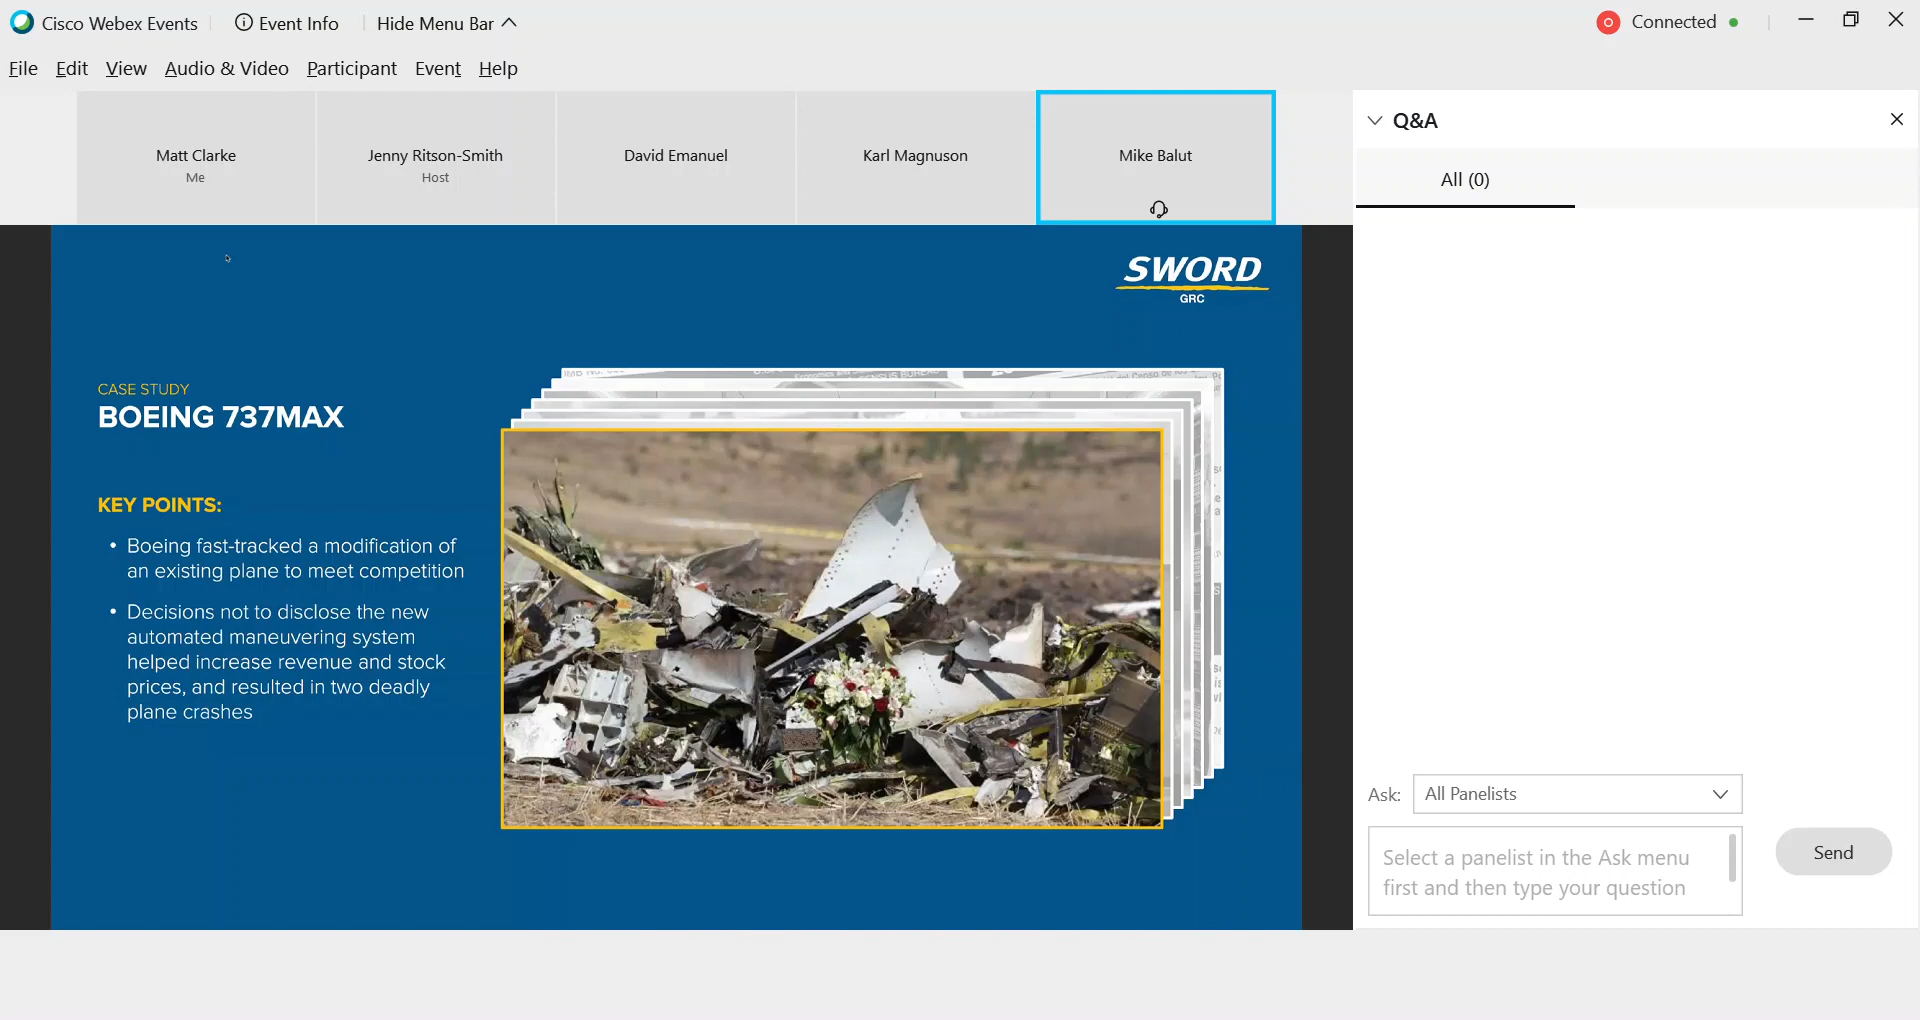 Cisco Webex Events
Event Info
Hide Menu Bar
Connected
File Edit View Audio & Video Participant Event Help
Matt Clarke
Me
Jenny Ritson-Smith
Host
David Emanuel
Karl Magnuson
Mike Balut
Q&A
All (0)
SWORD
GRC
CASE STUDY
BOEING 737MAX
KEY POINTS:
• Boeing fast-tracked a modification of
an existing plane to meet competition
• Decisions not to disclose the new
automated maneuvering system
helped increase revenue and stock
prices, and resulted in two deadly
plane crashes
Ask: All Panelists
Select a panelist in the Ask menu
first and then type your question
Send